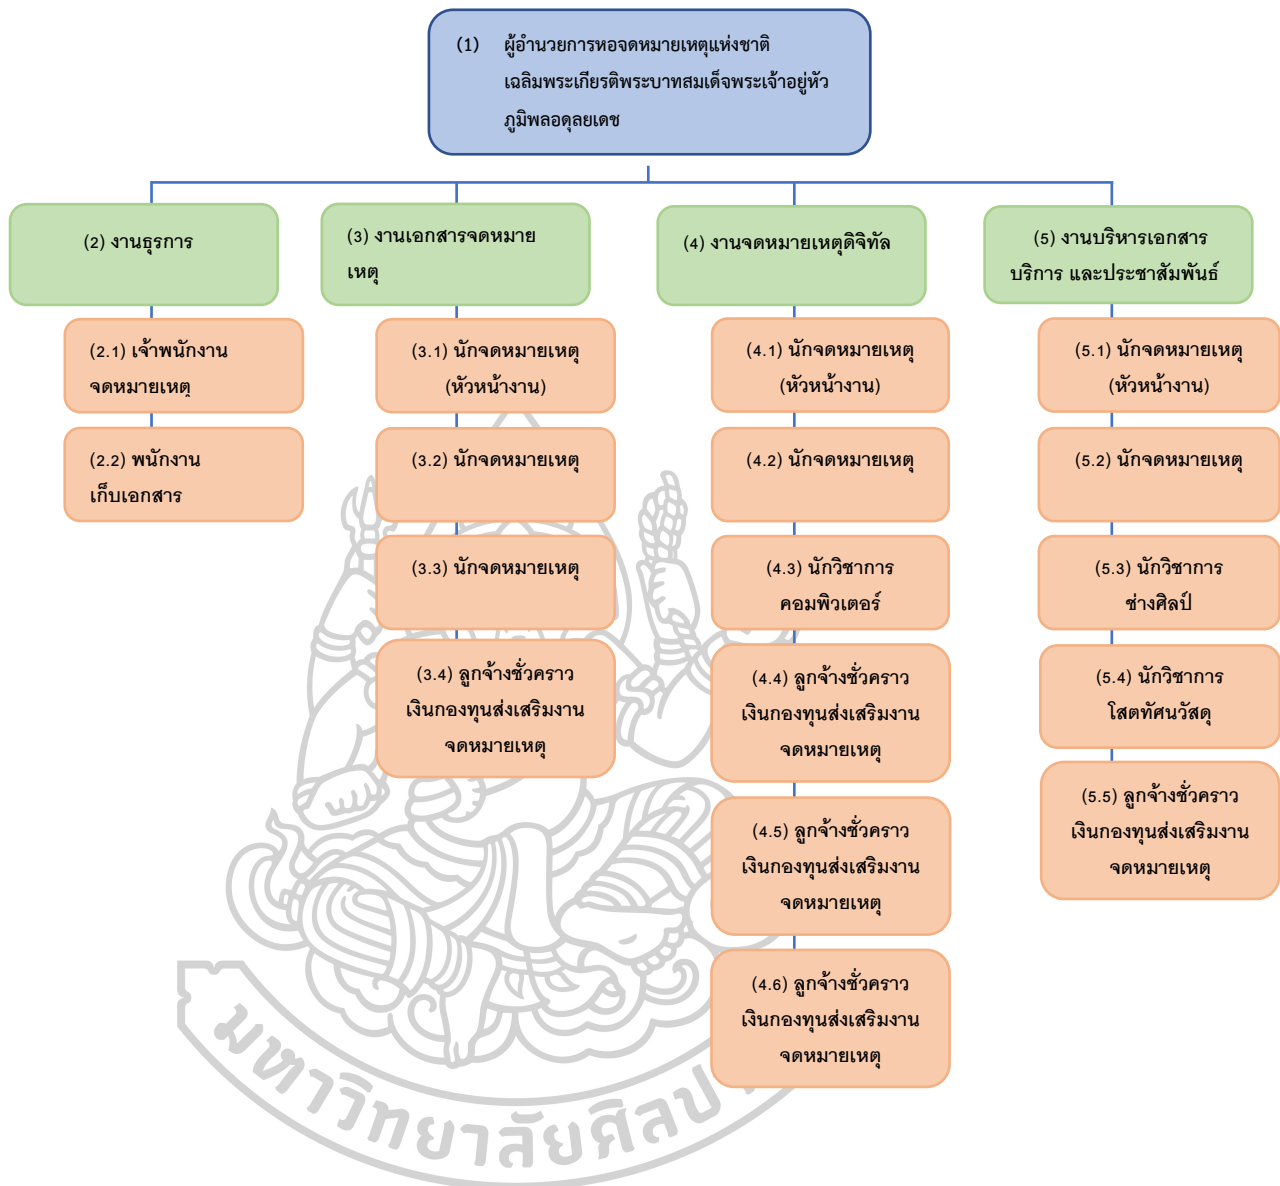 (1) ผู้อำนวยการหอจดหมายเหตุแห่งชาติ
เฉลิมพระเกียรติพระบาทสมเด็จพระเจ้าอยู่หัว
ภูมิพลอดุลยเดช
(2) งานธุรการ
(2.1) เจ้าพนักงาน
จดหมายเหตุ
(2.2) พนักงาน
เก็บเอกสาร
(3) งานเอกสารจดหมาย
เหตุ
(3.1) นักจดหมายเหตุ
(หัวหน้างาน)
(3.2) นักจดหมายเหตุ
(3.3) นักจดหมายเหตุ
(3.4) ลูกจ้างชั่วคราว
เงินกองทุนส่งเสริมงาน
จดหมายเหตุ
(4) งานจดหมายเหตุดิจิทัล
(4.1) นักจดหมายเหตุ
(หัวหน้างาน)
(4.2) นักจดหมายเหตุ
(4.3) นักวิชาการ
คอมพิวเตอร์
(4.4) ลูกจ้างชั่วคราว
เงินกองทุนส่งเสริมงาน
จดหมายเหตุ
(4.5) ลูกจ้างชั่วคราว
เงินกองทุนส่งเสริมงาน
จดหมายเหตุ
(4.6) ลูกจ้างชั่วคราว
เงินกองทุนส่งเสริมงาน
จดหมายเหตุ
(5) งานบริหารเอกสาร
บริการ และประชาสัมพันธ์
(5.1) นักจดหมายเหตุ
(หัวหน้างาน)
(5.2) นักจดหมายเหตุ
(5.3) นักวิชาการ
ช่างศิลป์
(5.4) นักวิชาการ
โสตทัศนวัสดุ
(5.5) ลูกจ้างชั่วคราว
เงินกองทุนส่งเสริมงาน
จดหมายเหตุ
มหาวิทยาลัยศิลป